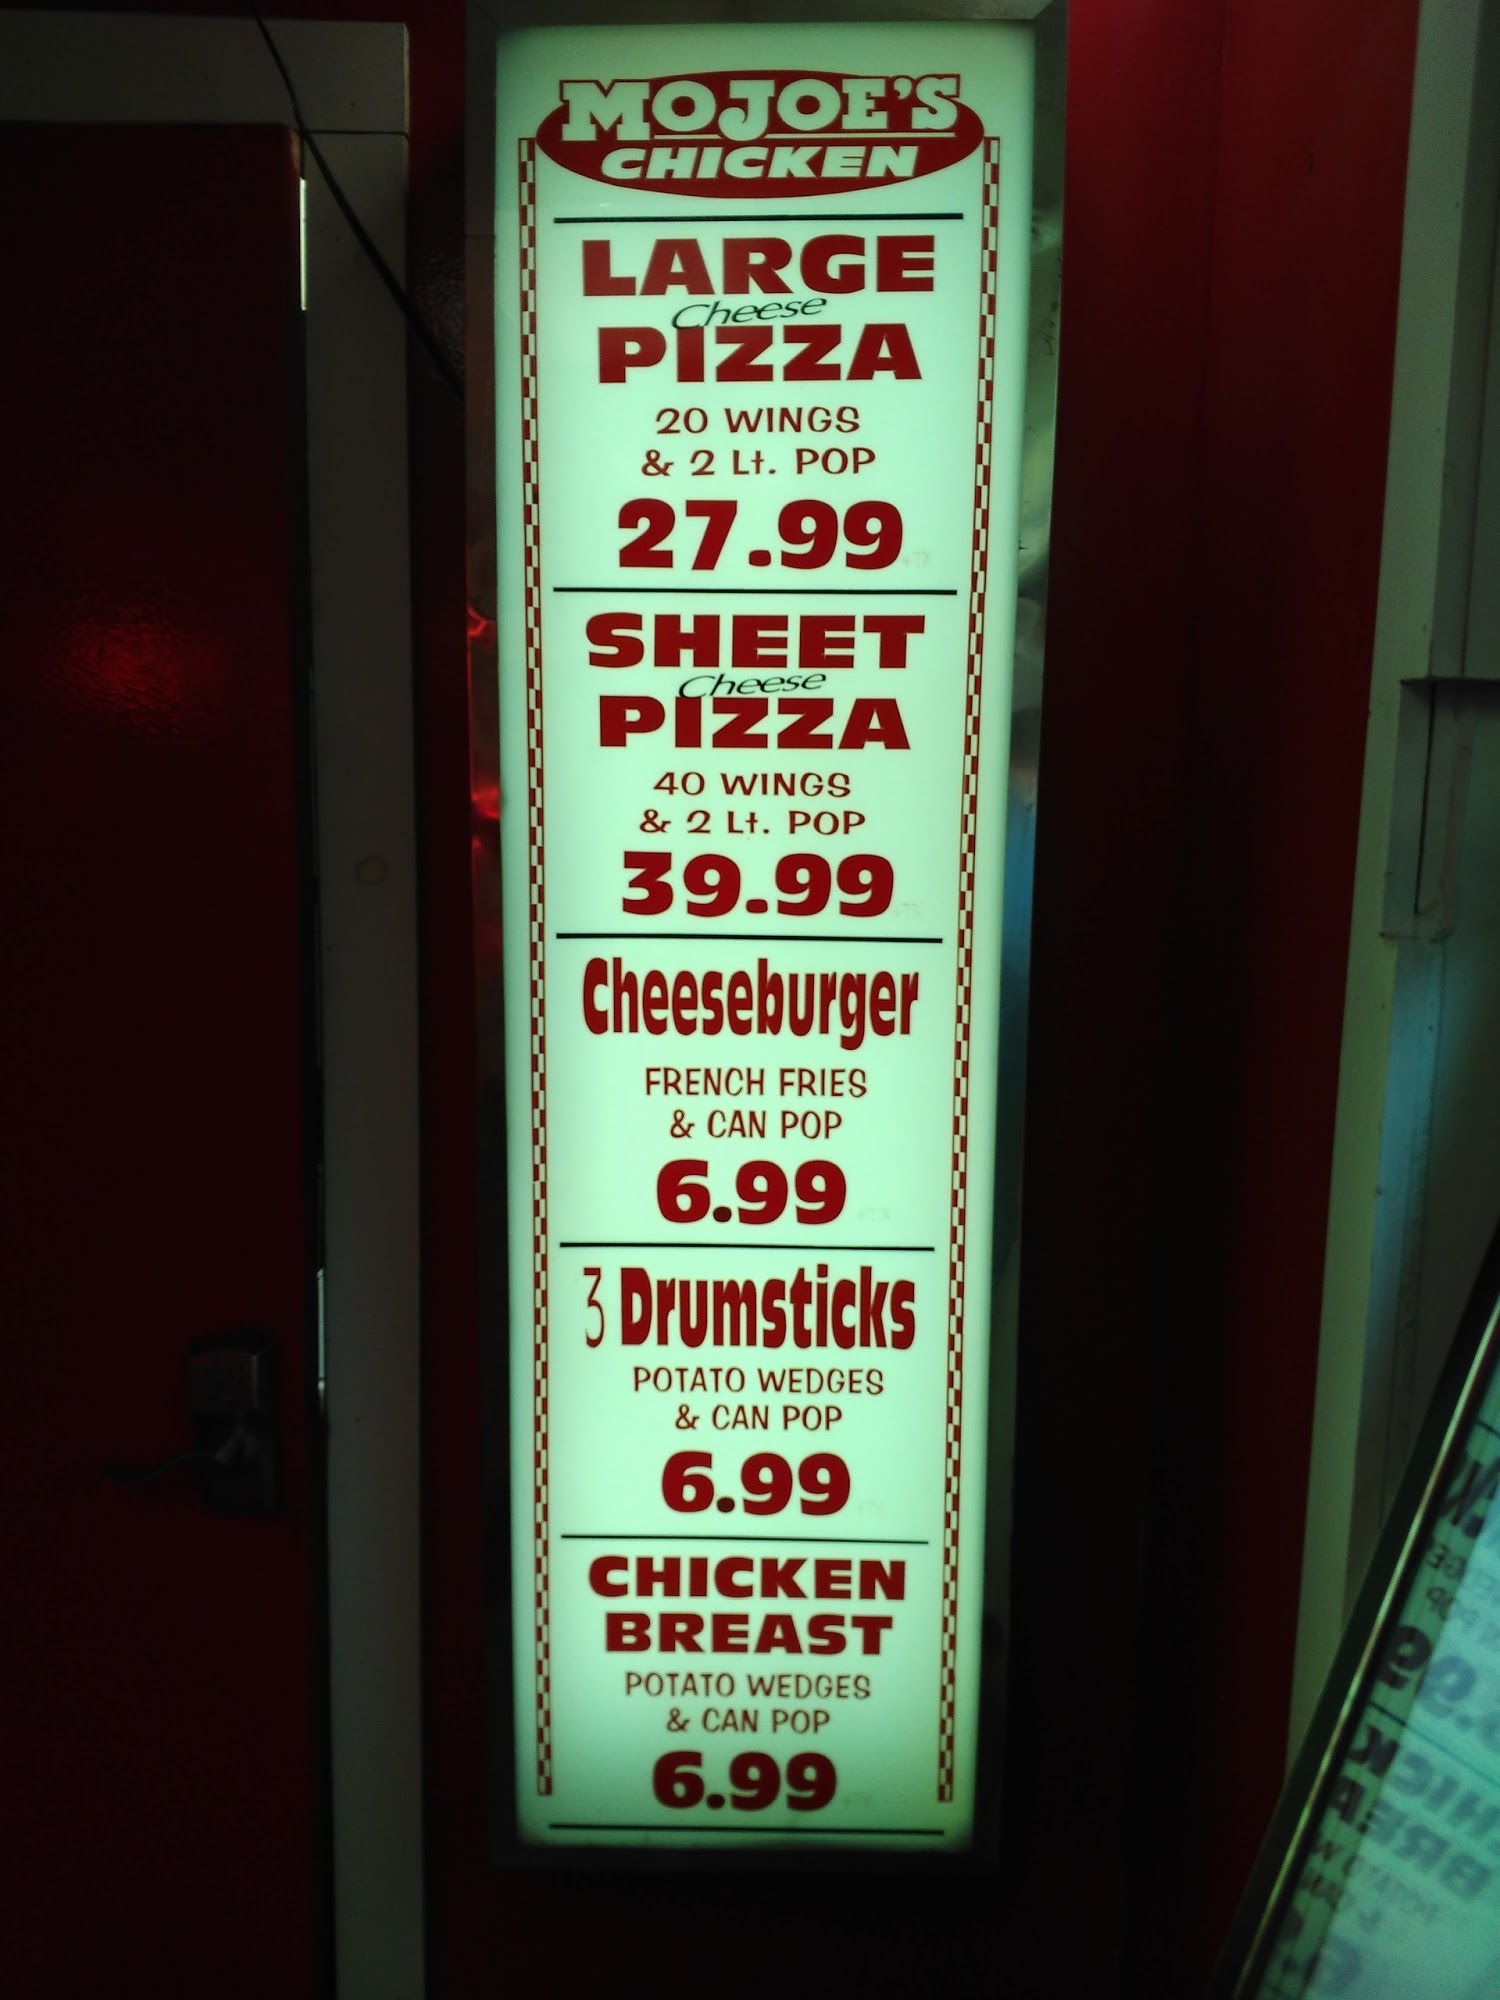 MOJOE'S
CHICKEN
LARGE
Cheese
PIZZA
20 WINGS
& 2 Lt. POP
27.99
SHEET
Cheese
PIZZA
40 WINGS
& 2 Lt. POP
39.99
Cheeseburger
FRENCH FRIES
& CAN POP
6.99
3 Drumsticks
POTATO WEDGES
& CAN POP
6.99
CHICKEN
BREAST
POTATO WEDGES
& CAN POP
6.99